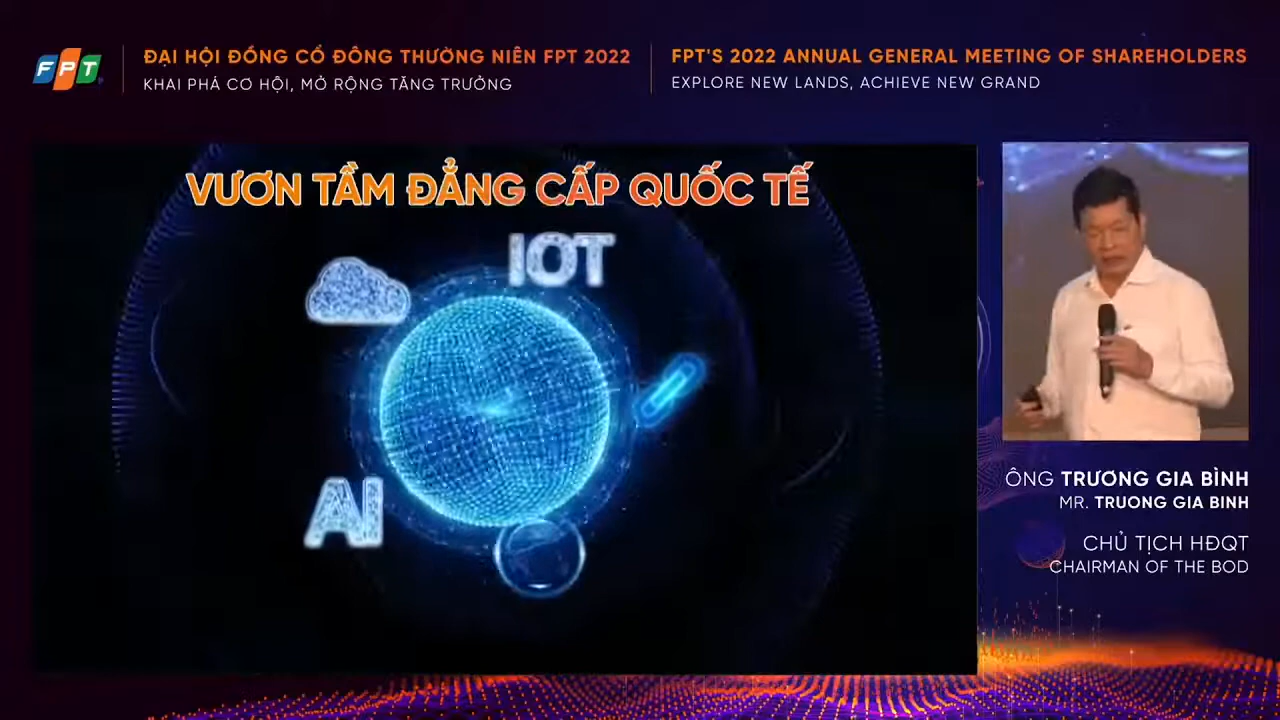 FPT
ĐẠI HỘI ĐỒNG CỔ ĐÔNG THƯỜNG NIÊN FPT 2022
KHAI PHÁ CƠ HỘI, MỞ RỘNG TĂNG TRƯỞNG
FPT'S 2022 ANNUAL GENERAL MEETING OF SHAREHOLDERS
EXPLORE NEW LANDS, ACHIEVE NEW GRAND
VƯƠN TẦM ĐẲNG CẤP QUỐC TẾ
IOT
AI
ÔNG TRƯƠNG GIA BÌNH
MR. TRUONG GIA BINH
CHỦ TỊCH HĐQT
CHAIRMAN OF THE BOD